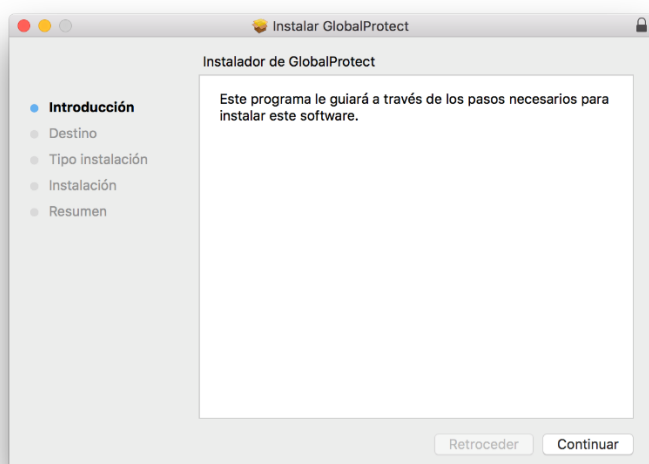 Instalar GlobalProtect
Instalador de GlobalProtect
Introducción
Destino
Tipo instalación
Instalación
Resumen
Este programa le guiará a través de los pasos necesarios para
instalar este software.
Retroceder
Continuar